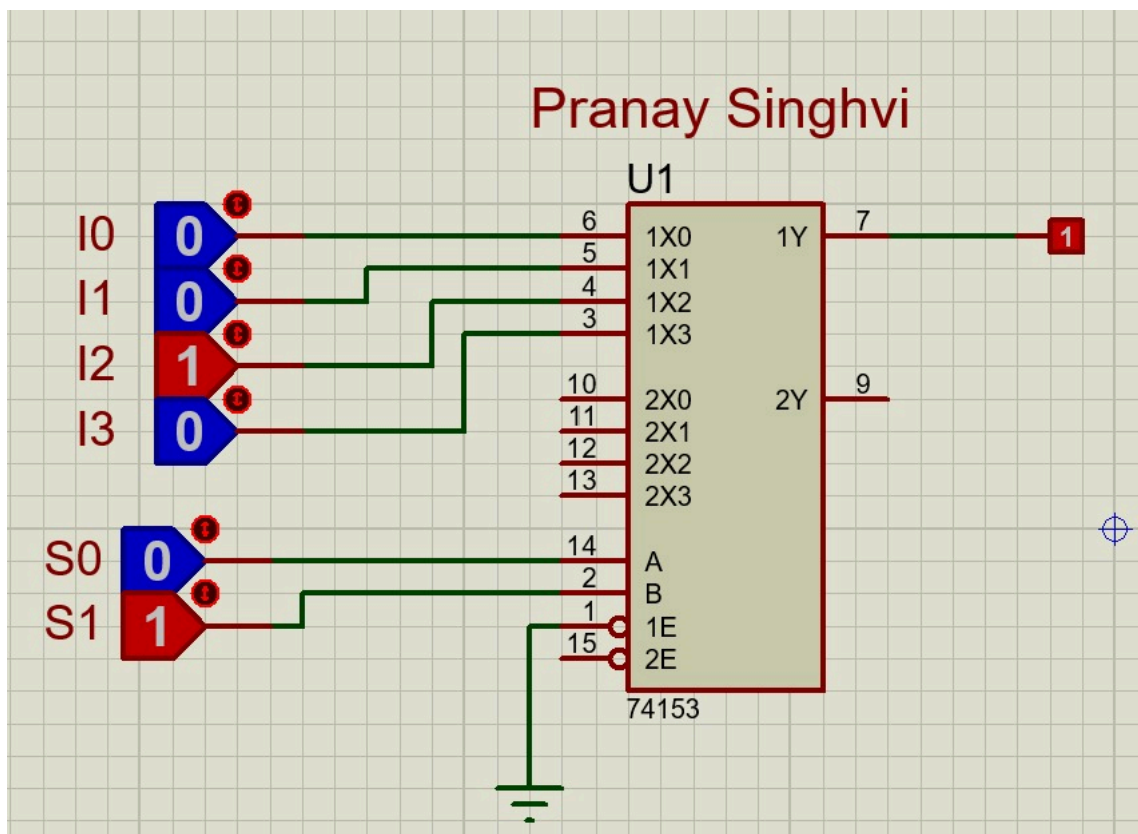 Pranay Singhvi
U1
I0 0 6 1X0 1Y 7 1
I1 0 5 1X1
I2 1 4 1X2
I3 0 3 1X3
10 2X0 2Y 9
11 2X1
12 2X2
13 2X3
S0 0 14 A
S1 1 2 B
1 1E
15 2E
74153